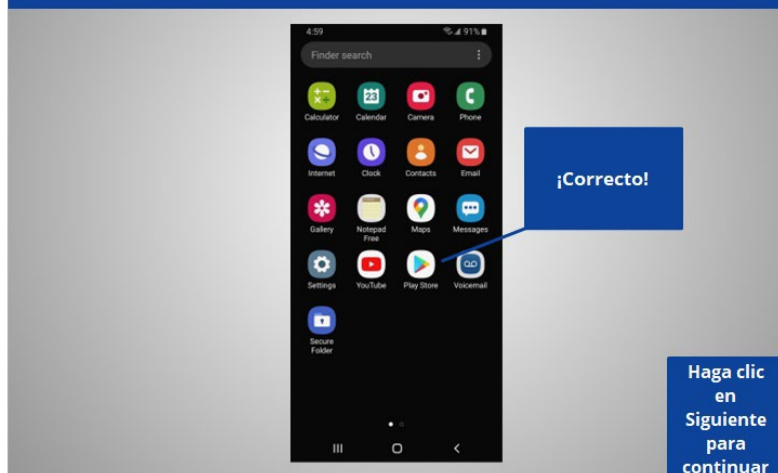 4:59 91%
Finder search
Calculator Calendar Camera Phone
23
Internet Clock Contacts Email
Gallery Notepad Free Maps Messages
Settings YouTube Play Store Voicemail
Secure Folder
¡Correcto!
Haga clic
en
Siguiente
para
continuar